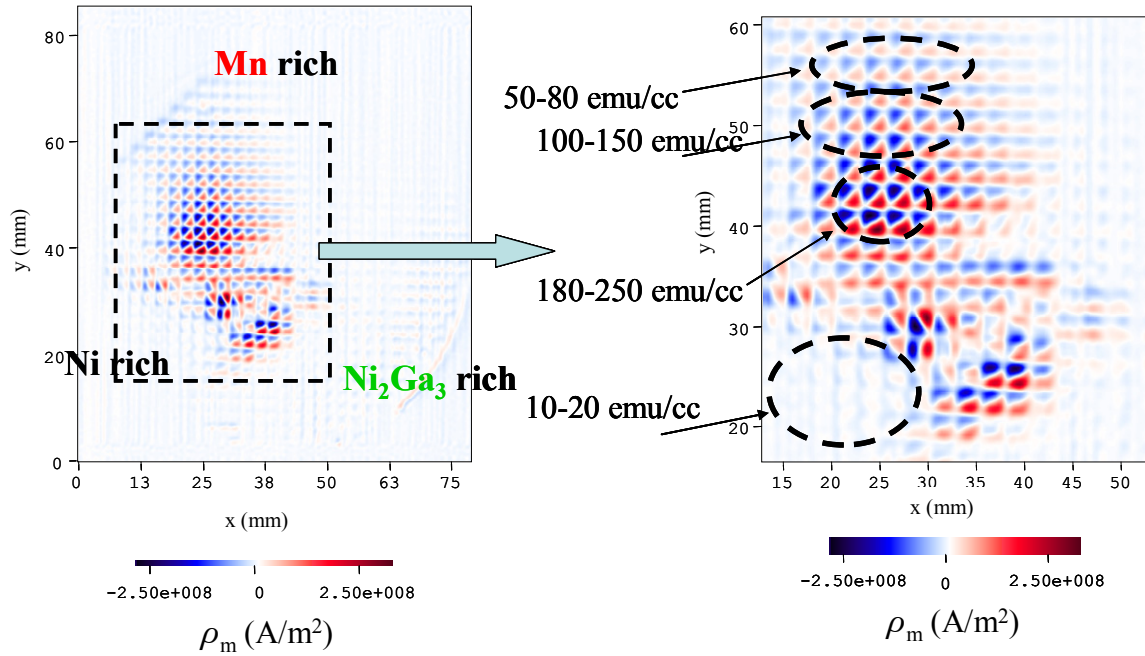 80
60
40
20
0
y (mm)
0 13 25 38 50 63 75
x (mm)
Mn rich
Ni rich
Ni₂Ga₃ rich
−2.50e+008 0 2.50e+008
ρm (A/m²)
60
50
40
30
20
y (mm)
15 20 25 30 35 40 45 50
x (mm)
50-80 emu/cc
100-150 emu/cc
180-250 emu/cc
10-20 emu/cc
−2.50e+008 0 2.50e+008
ρm (A/m²)